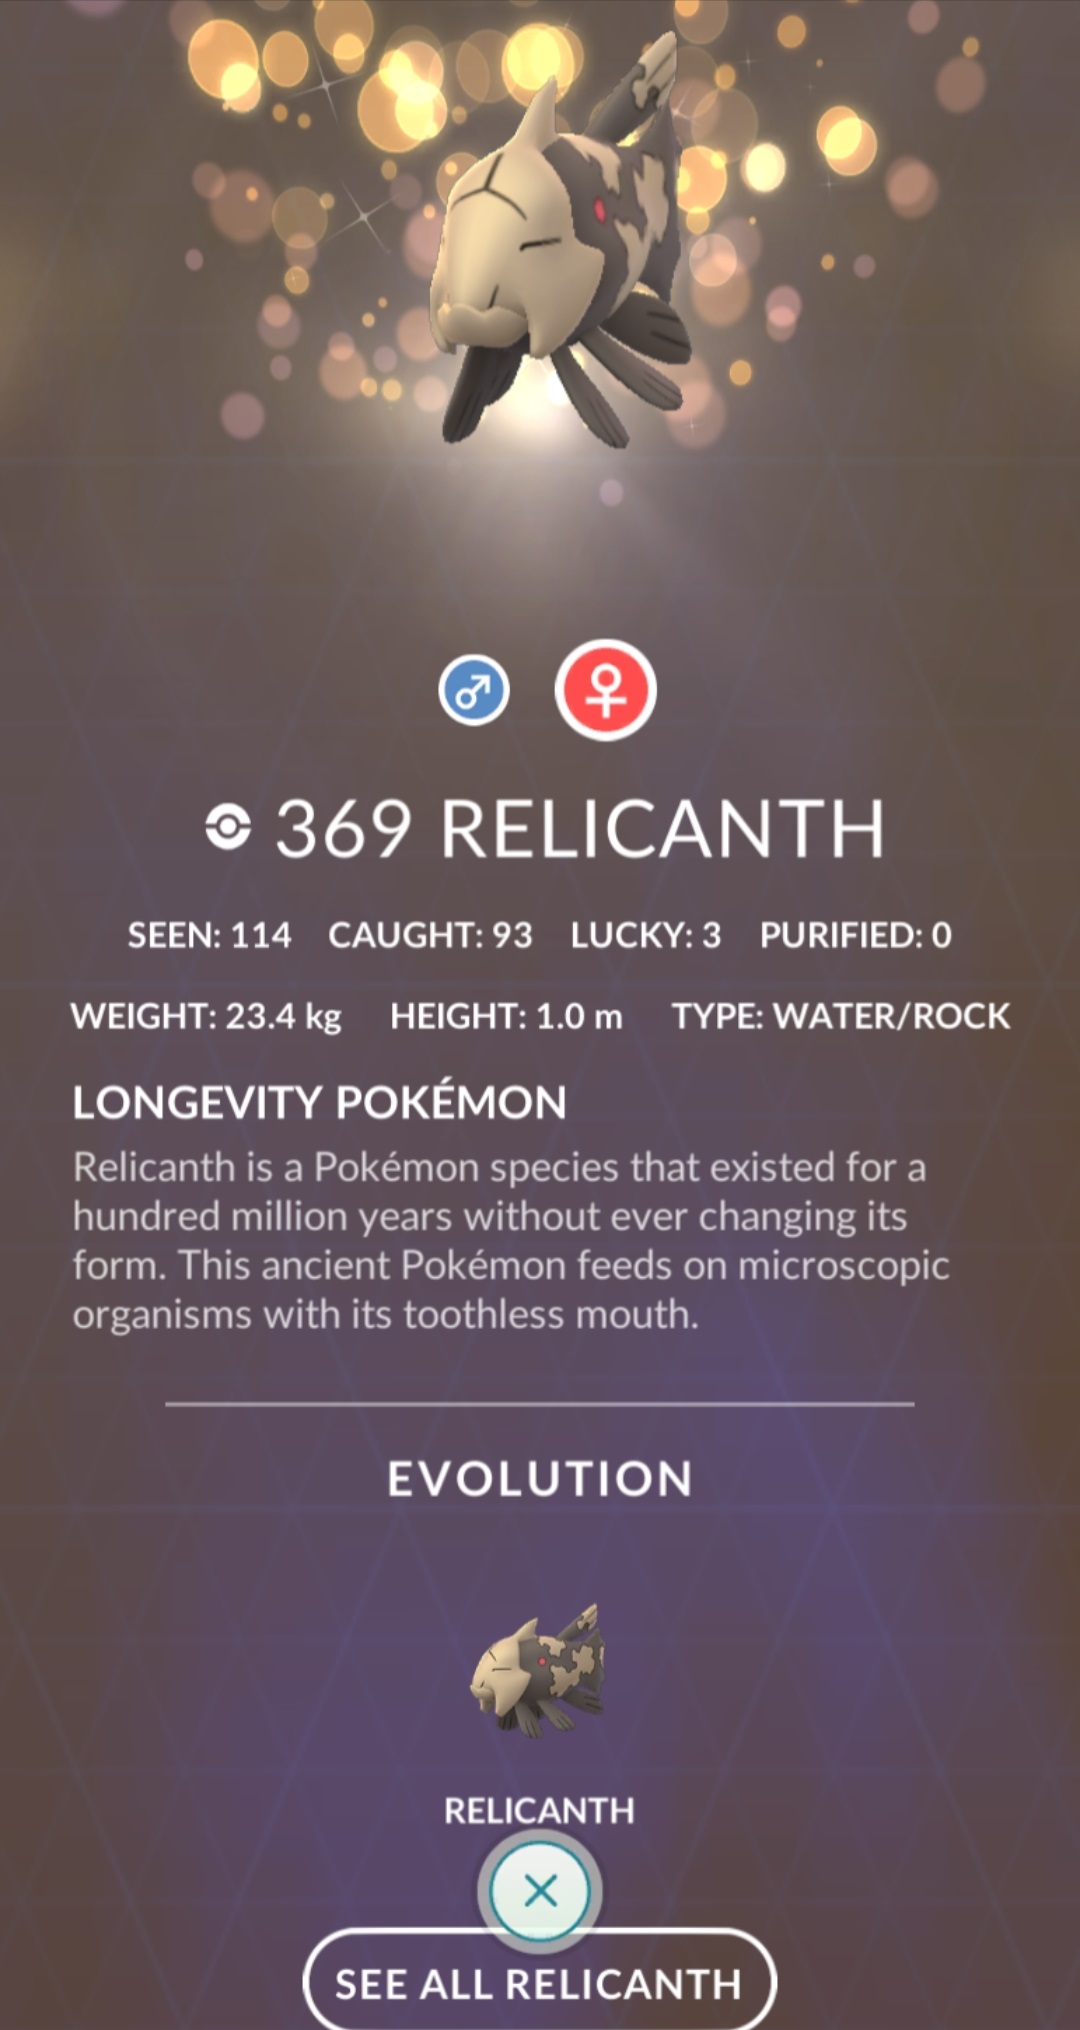 369 RELICANTH
SEEN: 114 CAUGHT: 93 LUCKY: 3 PURIFIED: 0
WEIGHT: 23.4 kg HEIGHT: 1.0 m TYPE: WATER/ROCK
LONGEVITY POKÉMON
Relicanth is a Pokémon species that existed for a
hundred million years without ever changing its
form. This ancient Pokémon feeds on microscopic
organisms with its toothless mouth.
EVOLUTION
RELICANTH
SEE ALL RELICANTH